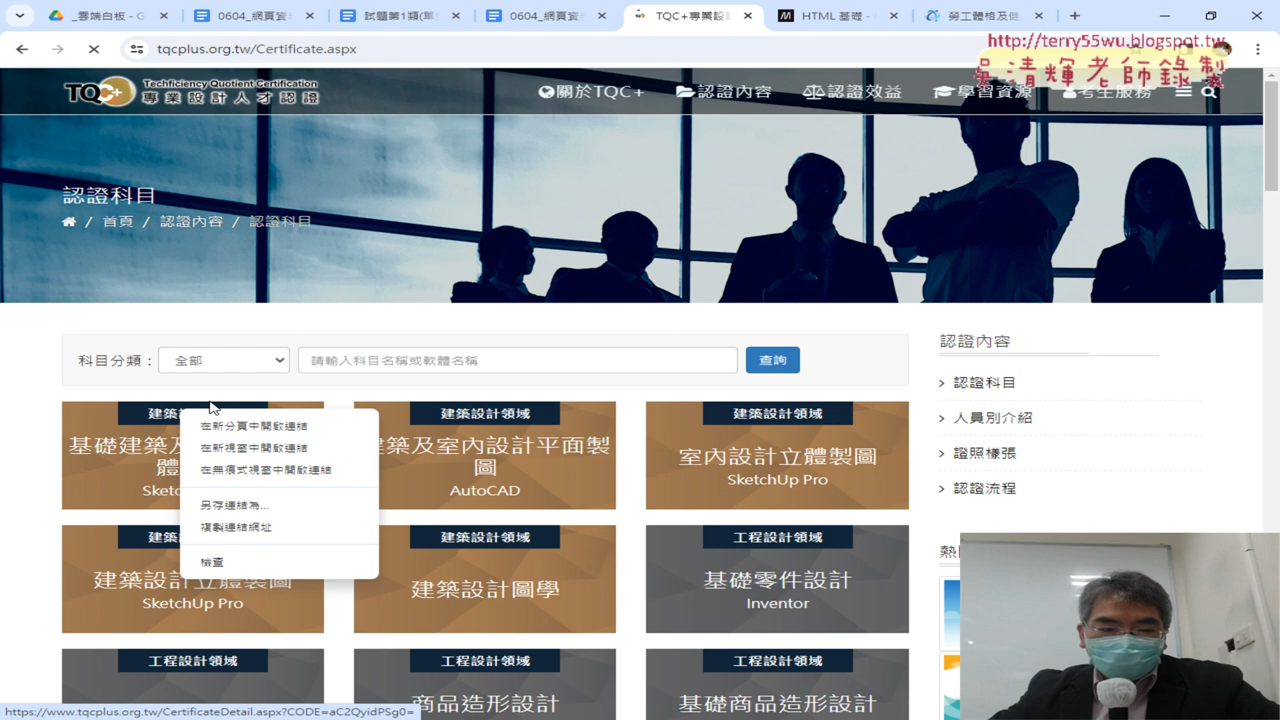 _雲端白板 - G
0604_網頁資
試題第1類(單
0604_網頁資
TQC+專業設
HTML 基礎 -
勞工體格及健
tqcplus.org.tw/Certificate.aspx
http://terry55wu.blogspot.tw
吳清輝老師錄製
TQC+ Techficiency Quotient Certification
專業設計人才認證
關於TQC+
認證內容
認證效益
學習資源
考生服務
認證科目
/ 首頁 / 認證內容 / 認證科目
科目分類：
全部
請輸入科目名稱或軟體名稱
查詢
認證內容
> 認證科目
> 人員別介紹
> 證照樣張
> 認證流程
建築
基礎建築及
體
Sketc
建築設計領域
建築及室內設計平面製
圖
AutoCAD
建築設計領域
室內設計立體製圖
SketchUp Pro
在新分頁中開啟連結
在新視窗中開啟連結
在無痕式視窗中開啟連結
另存連結為...
複製連結網址
檢查
建築
建築設計立體製圖
SketchUp Pro
建築設計領域
建築設計圖學
工程設計領域
基礎零件設計
Inventor
工程設計領域
工程設計領域
商品造形設計
工程設計領域
基礎商品造形設計
https://www.tqcplus.org.tw/CertificateDetail.aspx?CODE=aC2QyidPSg0=